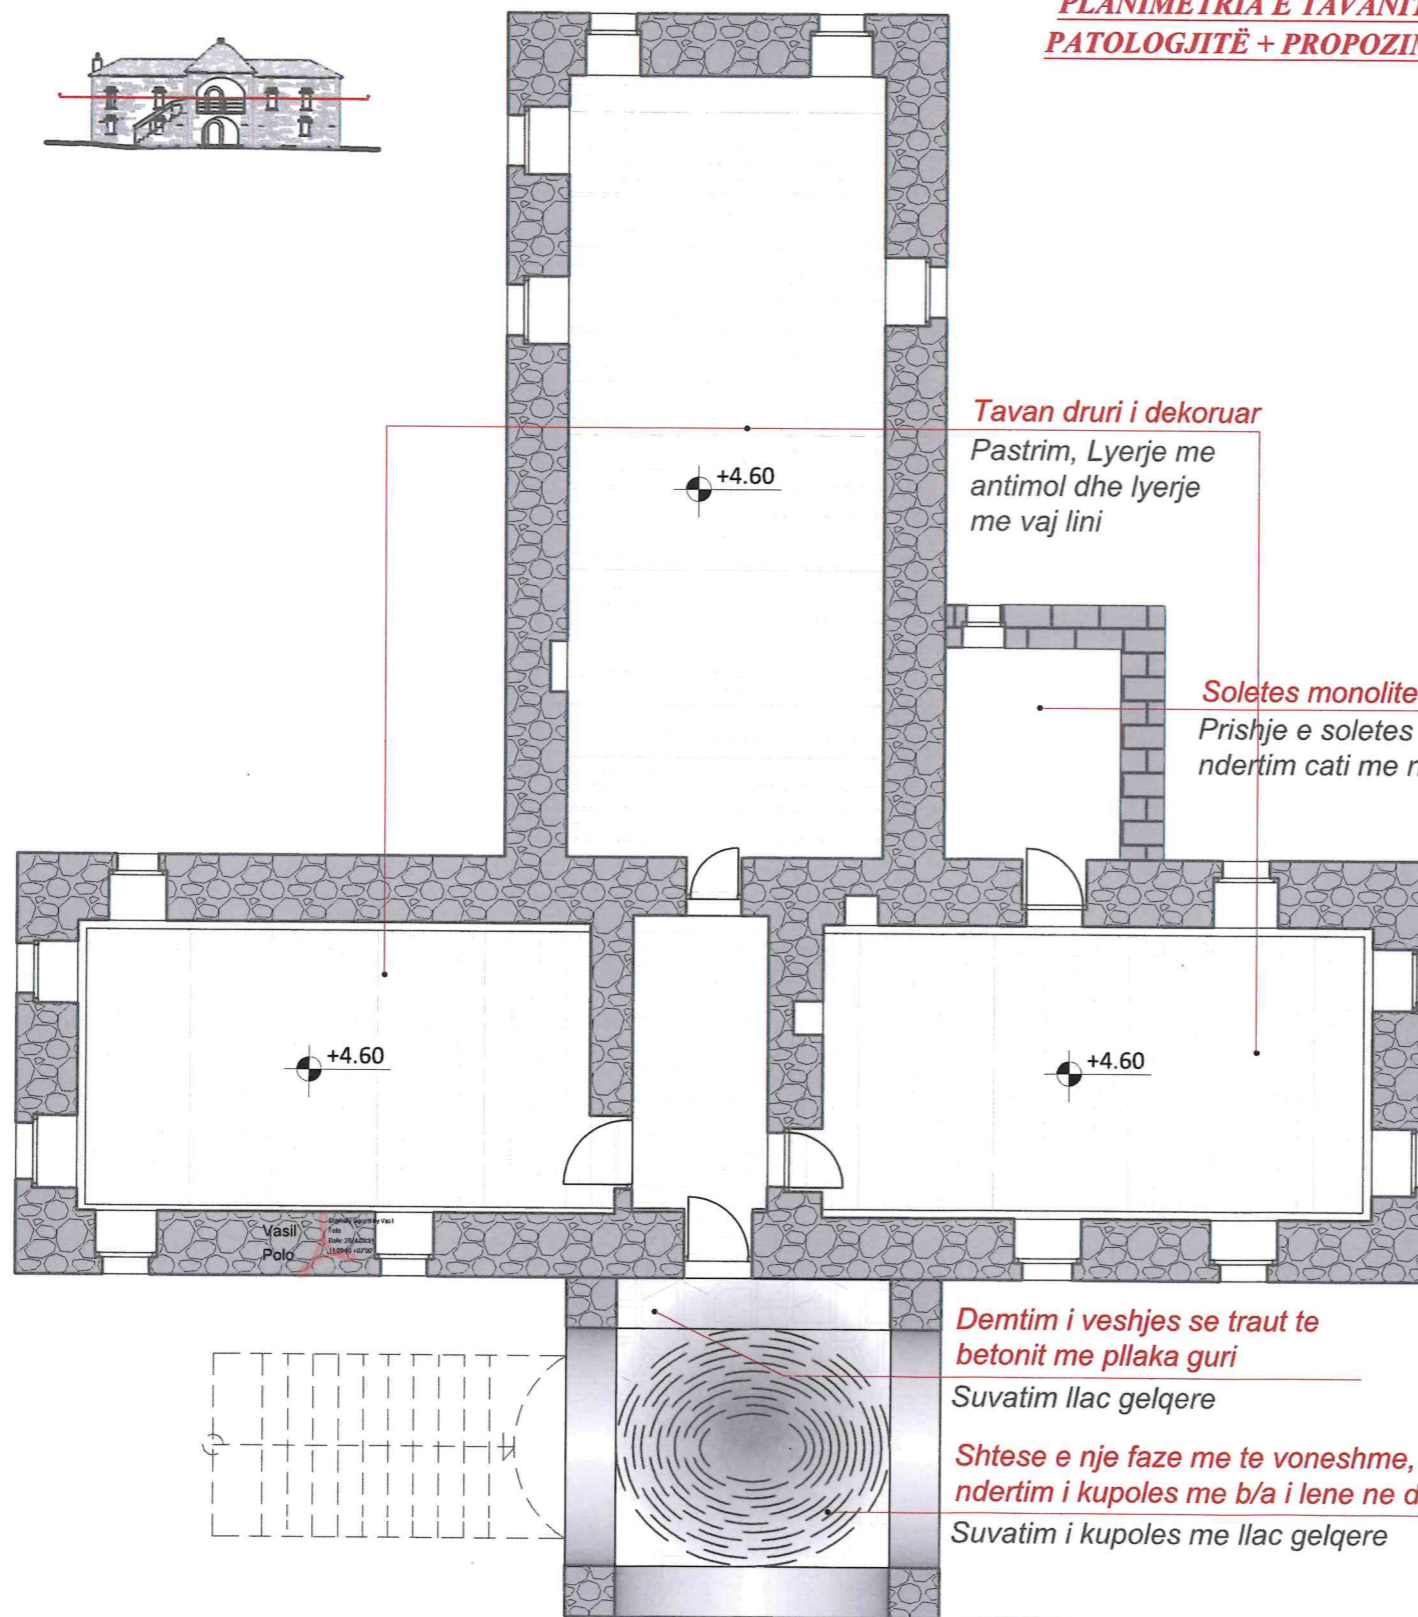 PLANIMETRIA E TAVANIT
PATOLOGJITË +
Tavan druri i dekoruar
Pastrim, Lyerje me
antimol dhe lyerje
me vaj lini
+4.60
Soletes monolite
Prishje e soletes
ndertim cati me
+4.60
+4.60
Vasil
Polo
Demtim i veshjes se traut te
betonit me pllaka guri
Suvatim llac gelqere
Shtese e nje faze me te voneshme,
ndertim i kupoles me b/a i lene ne
Suvatim i kupoles me llac gelqere